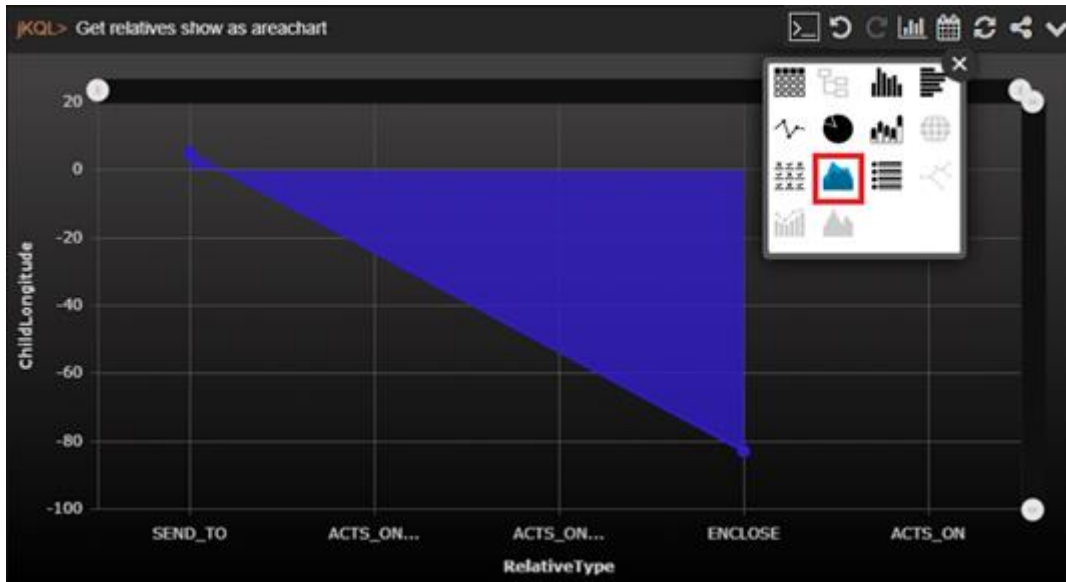 jKQL> Get relatives show as areachart
20
0
-20
-40
-60
-80
-100
ChildLongitude
SEND_TO ACTS_ON... ACTS_ON... ENCLOSE ACTS_ON
RelativeType